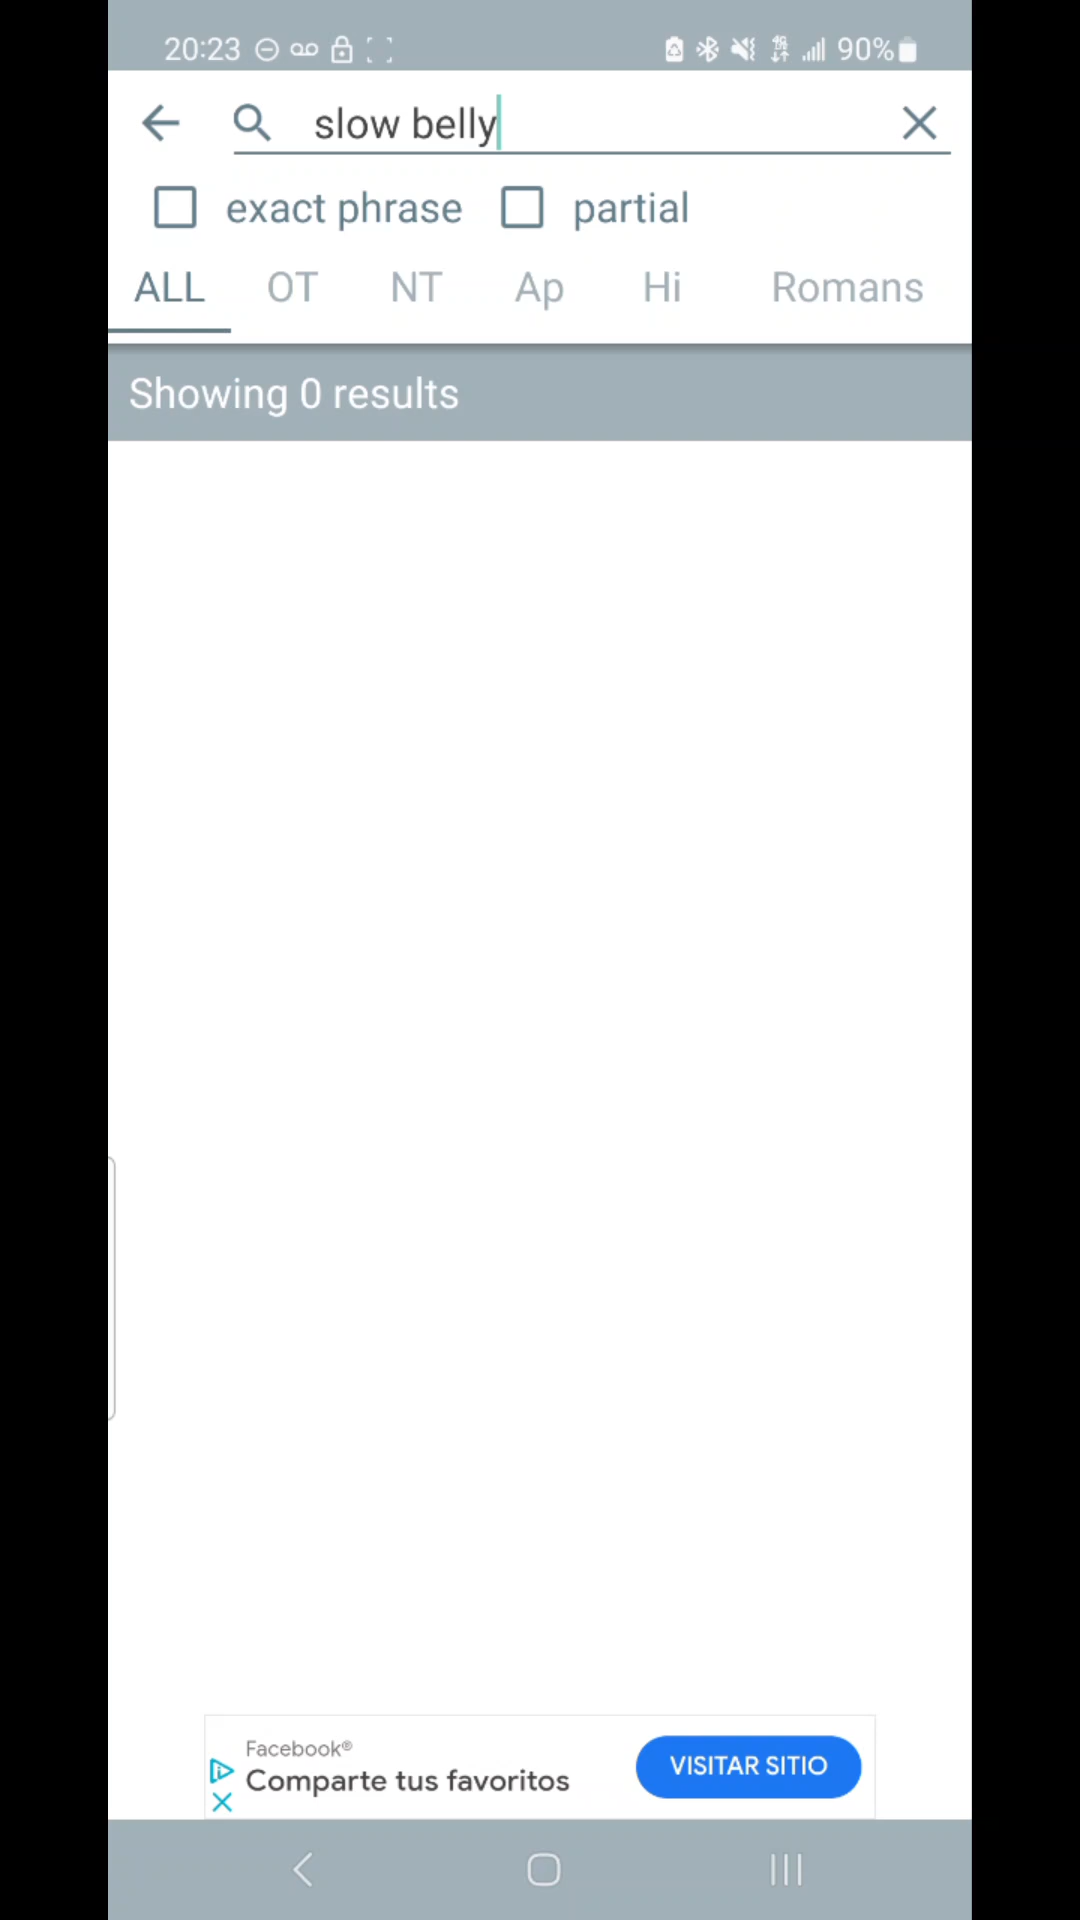 20:23 90%
slow belly
exact phrase partial
ALL OT NT Ap Hi Romans
Showing 0 results
Facebook®
Comparte tus favoritos
VISITAR SITIO